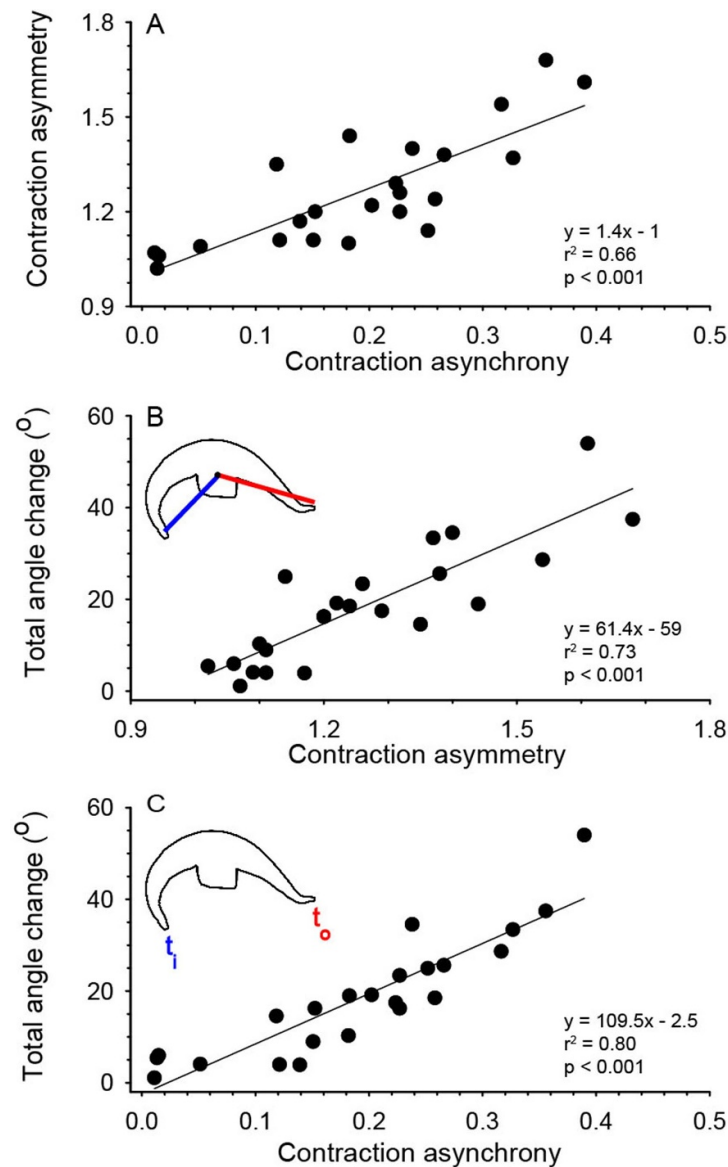 A
Contraction asymmetry
1.8
1.5
1.2
0.9
y = 1.4x - 1
r² = 0.66
p < 0.001
0.0 0.1 0.2 0.3 0.4 0.5
Contraction asynchrony
B
Total angle change (º)
60
40
20
0
y = 61.4x - 59
r² = 0.73
p < 0.001
0.9 1.2 1.5 1.8
Contraction asymmetry
C
Total angle change (º)
60
40
20
0
ti
to
y = 109.5x - 2.5
r² = 0.80
p < 0.001
0.0 0.1 0.2 0.3 0.4 0.5
Contraction asynchrony